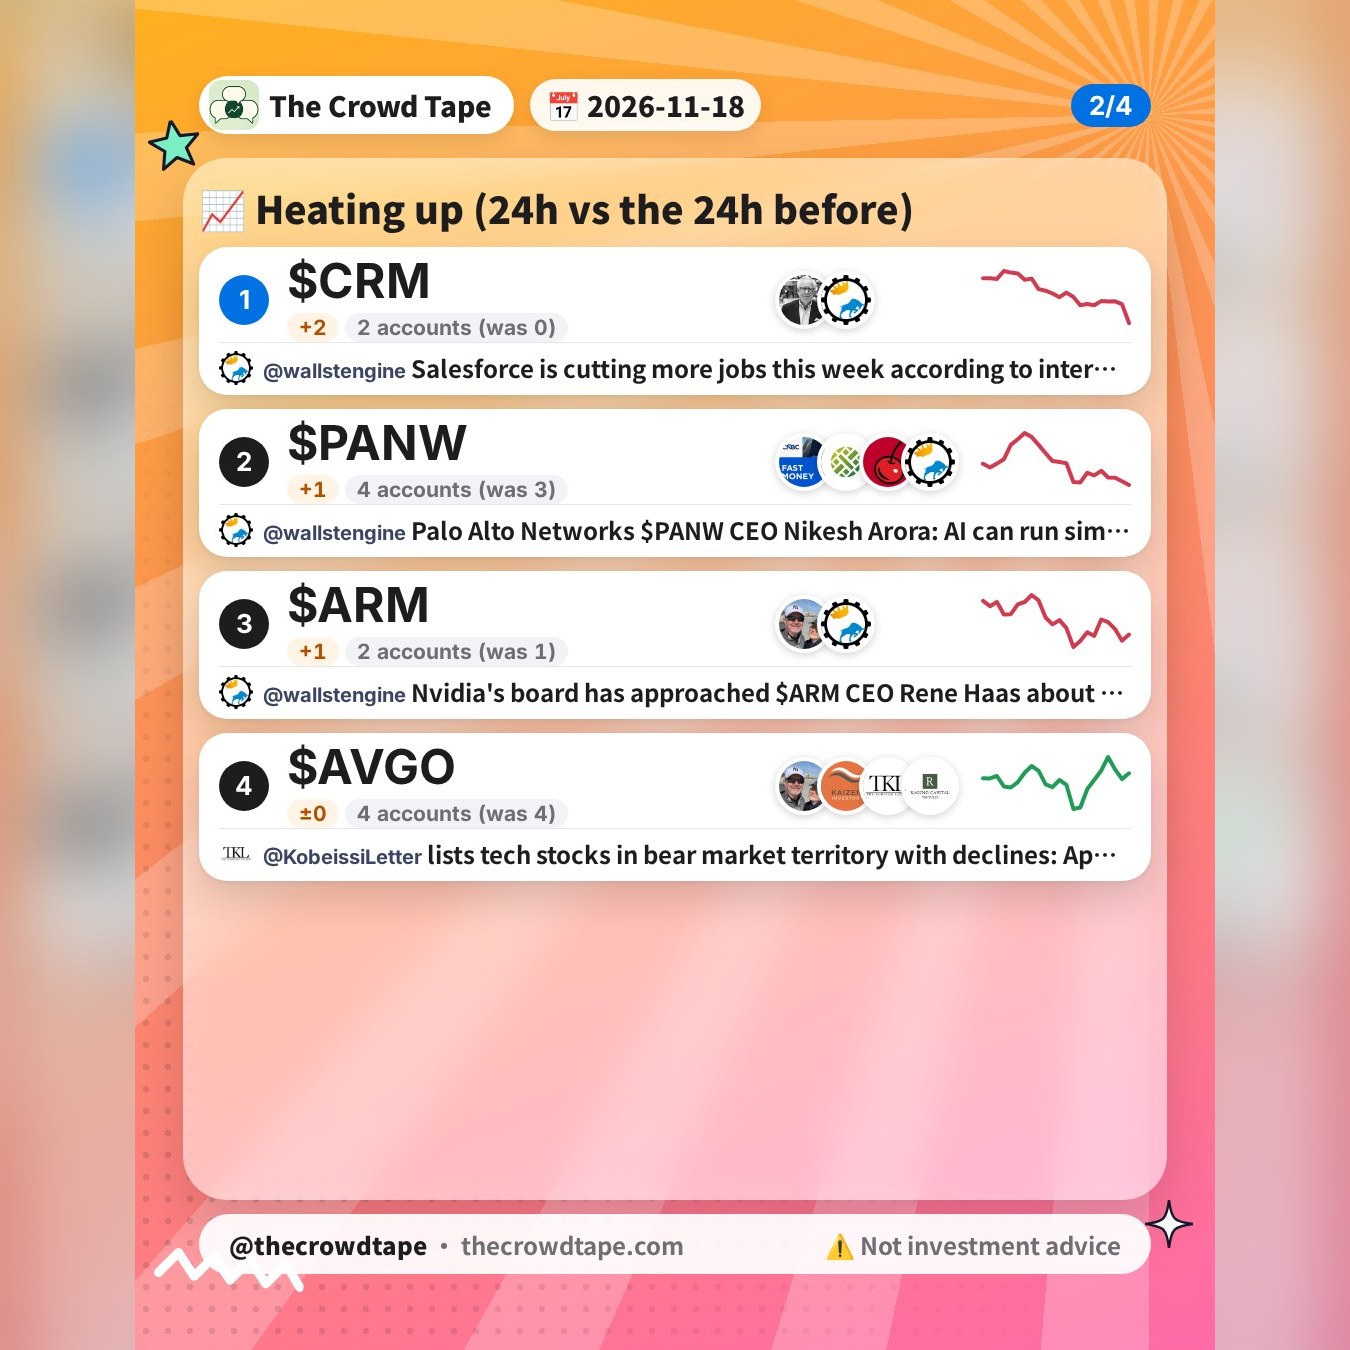 The Crowd Tape
2026-11-18
2/4
Heating up (24h vs the 24h before)
1
$CRM
+2 2 accounts (was 0)
@wallstengine Salesforce is cutting more jobs this week according to inter···
2
$PANW
+1 4 accounts (was 3)
FAST
MONEY
@wallstengine Palo Alto Networks $PANW CEO Nikesh Arora: AI can run sim···
3
$ARM
+1 2 accounts (was 1)
@wallstengine Nvidia's board has approached $ARM CEO Rene Haas about ···
4
$AVGO
±0 4 accounts (was 4)
TKL
@KobeissiLetter lists tech stocks in bear market territory with declines: Ap···
@thecrowdtape • thecrowdtape.com
⚠️ Not investment advice